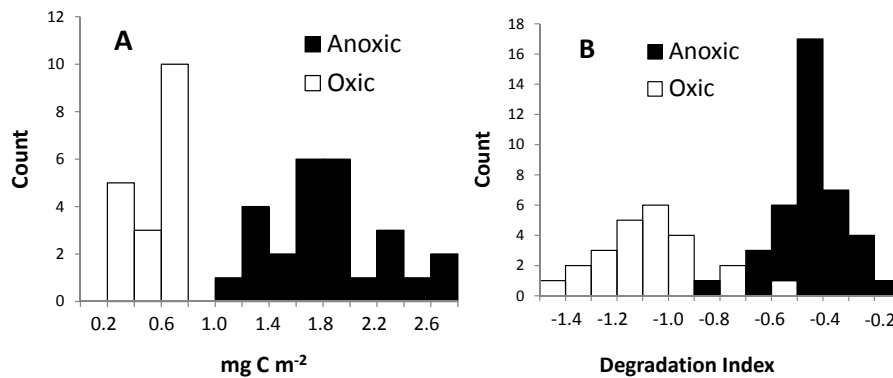 A
Anoxic
Oxic
Count
12
10
8
6
4
2
0
0.2 0.6 1.0 1.4 1.8 2.2 2.6
mg C m⁻²
B
Anoxic
Oxic
Count
18
16
14
12
10
8
6
4
2
0
-1.4 -1.2 -1.0 -0.8 -0.6 -0.4 -0.2
Degradation Index